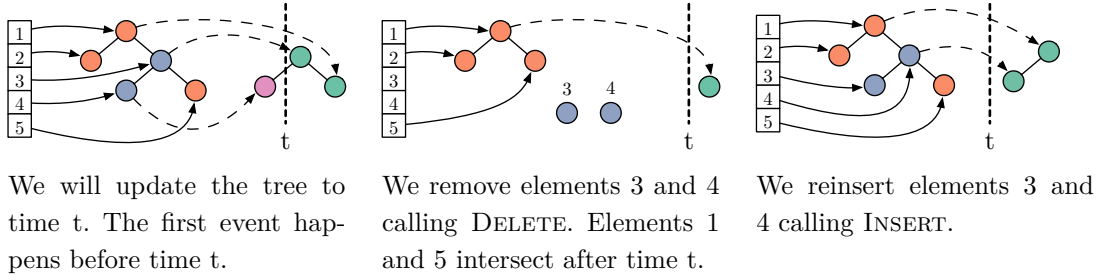 1
2
3
4
5
t
1
2
3
4
5
3 4
t
1
2
3
4
5
t
We will update the tree to
time t. The first event hap-
pens before time t.
We remove elements 3 and 4
calling DELETE. Elements 1
and 5 intersect after time t.
We reinsert elements 3 and
4 calling INSERT.